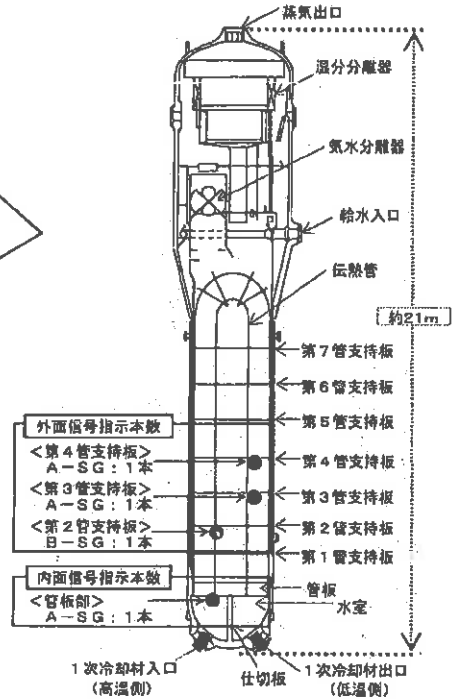 蒸気出口
湿分分離器
気水分離器
給水入口
伝熱管
約21m
第7管支持板
第6管支持板
第5管支持板
外面信号指示本数
<第4管支持板>
A-SG:1本
第4管支持板
<第3管支持板>
A-SG:1本
第3管支持板
<第2管支持板>
B-SG:1本
第2管支持板
第1管支持板
内面信号指示本数
管板
<管板部>
A-SG:1本
水室
1次冷却材入口
(高温側)
仕切板
1次冷却材出口
(低温側)